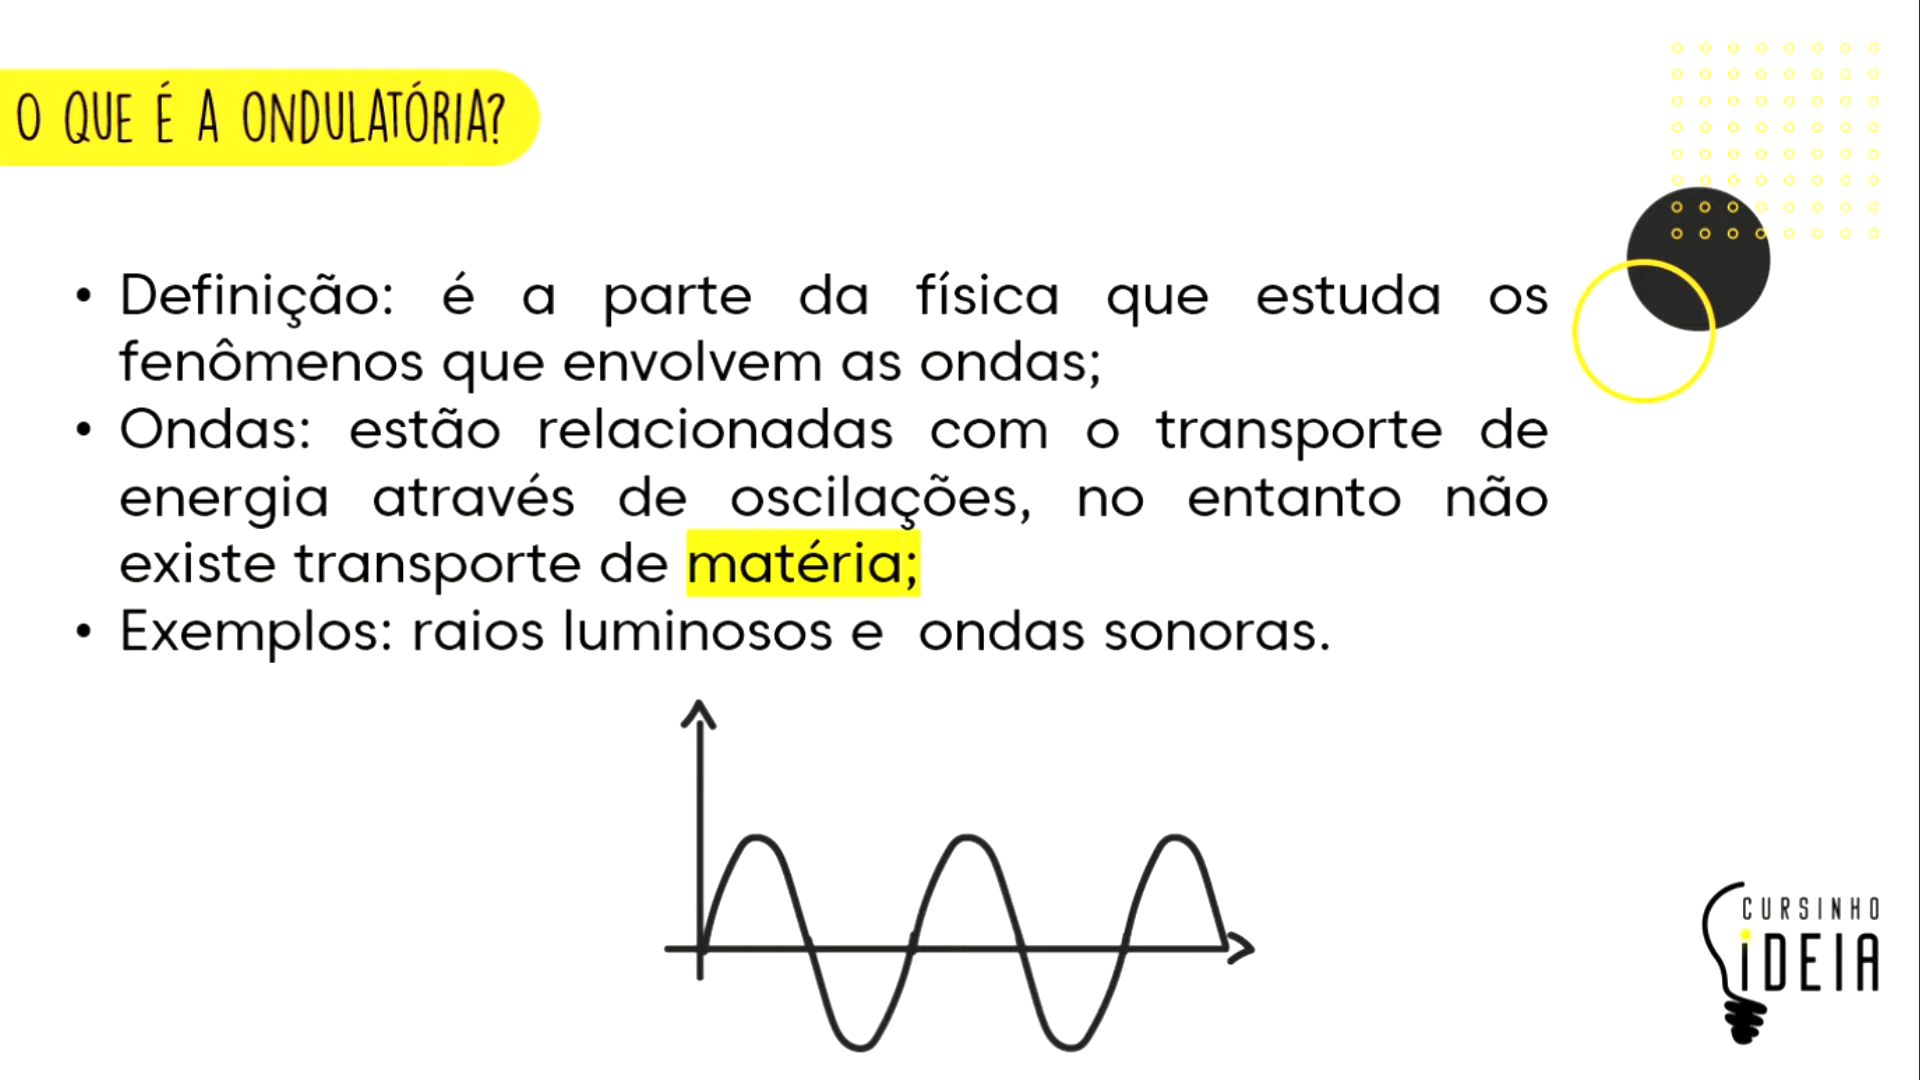 O QUE É A ONDULATÓRIA?
• Definição: é a parte da física que estuda os
fenômenos que envolvem as ondas;
• Ondas: estão relacionadas com o transporte de
energia através de oscilações, no entanto não
existe transporte de matéria;
• Exemplos: raios luminosos e  ondas sonoras.
CURSINHO
iDEIA